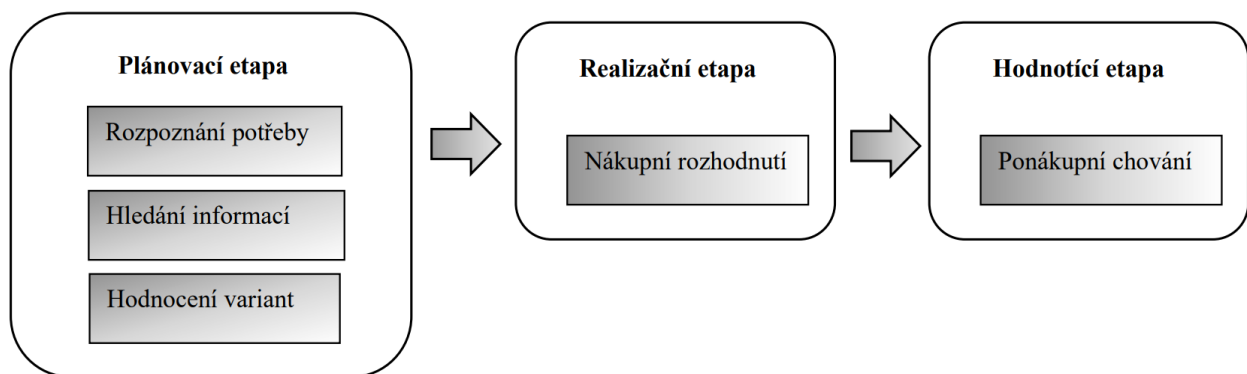 Plánovací etapa
Rozpoznání potřeby
Hledání informací
Hodnocení variant
Realizační etapa
Nákupní rozhodnutí
Hodnotící etapa
Ponákupní chování